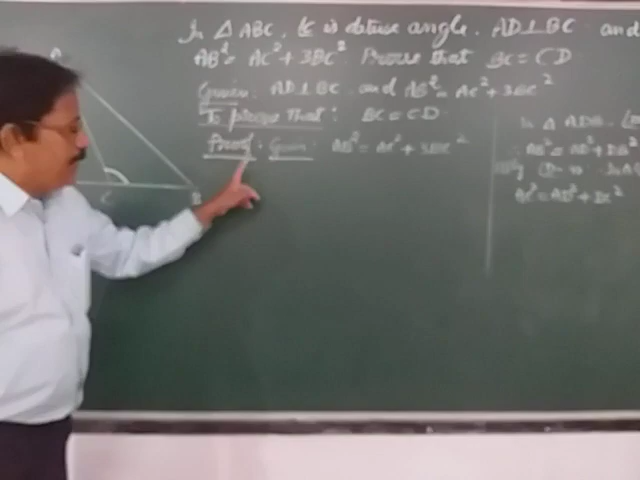 In △ ABC, ∠C is obtuse angle. AD⊥BC and
AB² = AC² + 3BC² Prove that BC = CD
Given: AD⊥BC and AB² = AC² + 3BC²
To prove that: BC = CD
Proof: Given: AB² = AC² + 3BC²
A
C
B
In △ ADB,
AB² = AD² + DB²
AC² = AD² + DC²